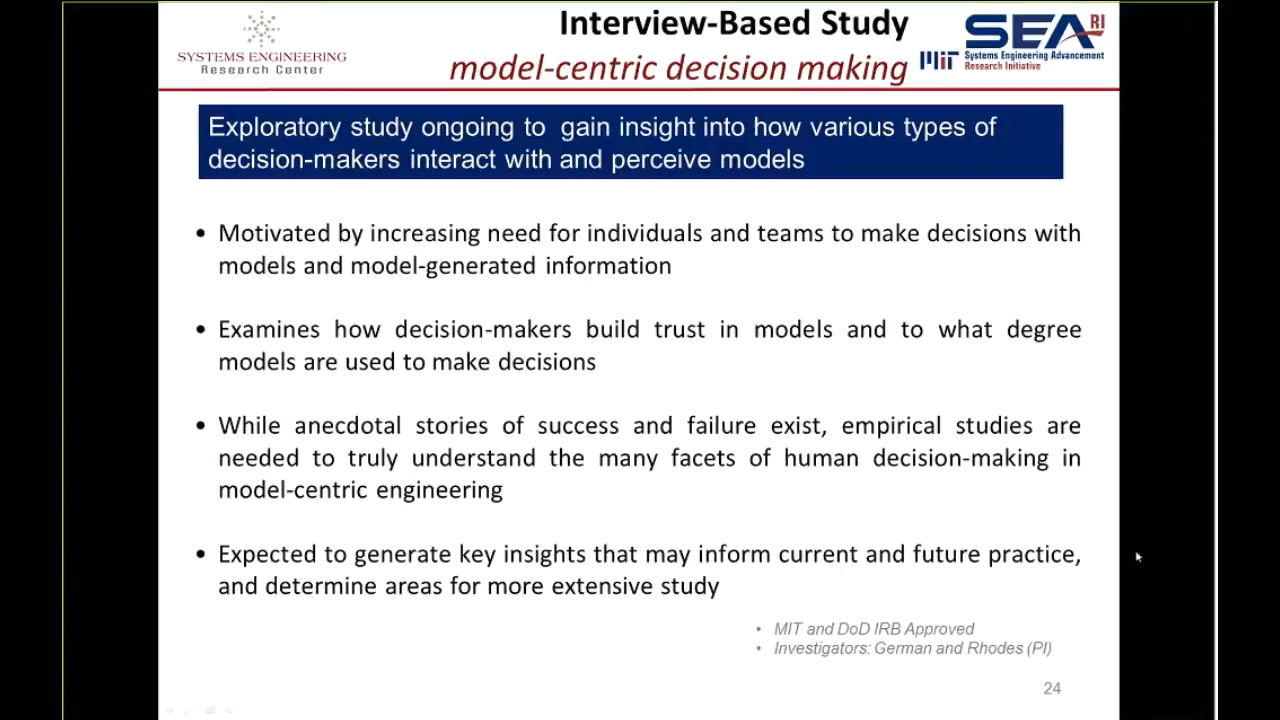 Interview-Based Study
model-centric decision making
SYSTEMS ENGINEERING
Research Center
SEARI
MIT Systems Engineering Advancement
Research Initiative
Exploratory study ongoing to gain insight into how various types of
decision-makers interact with and perceive models
• Motivated by increasing need for individuals and teams to make decisions with
models and model-generated information
• Examines how decision-makers build trust in models and to what degree
models are used to make decisions
• While anecdotal stories of success and failure exist, empirical studies are
needed to truly understand the many facets of human decision-making in
model-centric engineering
• Expected to generate key insights that may inform current and future practice,
and determine areas for more extensive study
• MIT and DoD IRB Approved
• Investigators: German and Rhodes (PI)
24